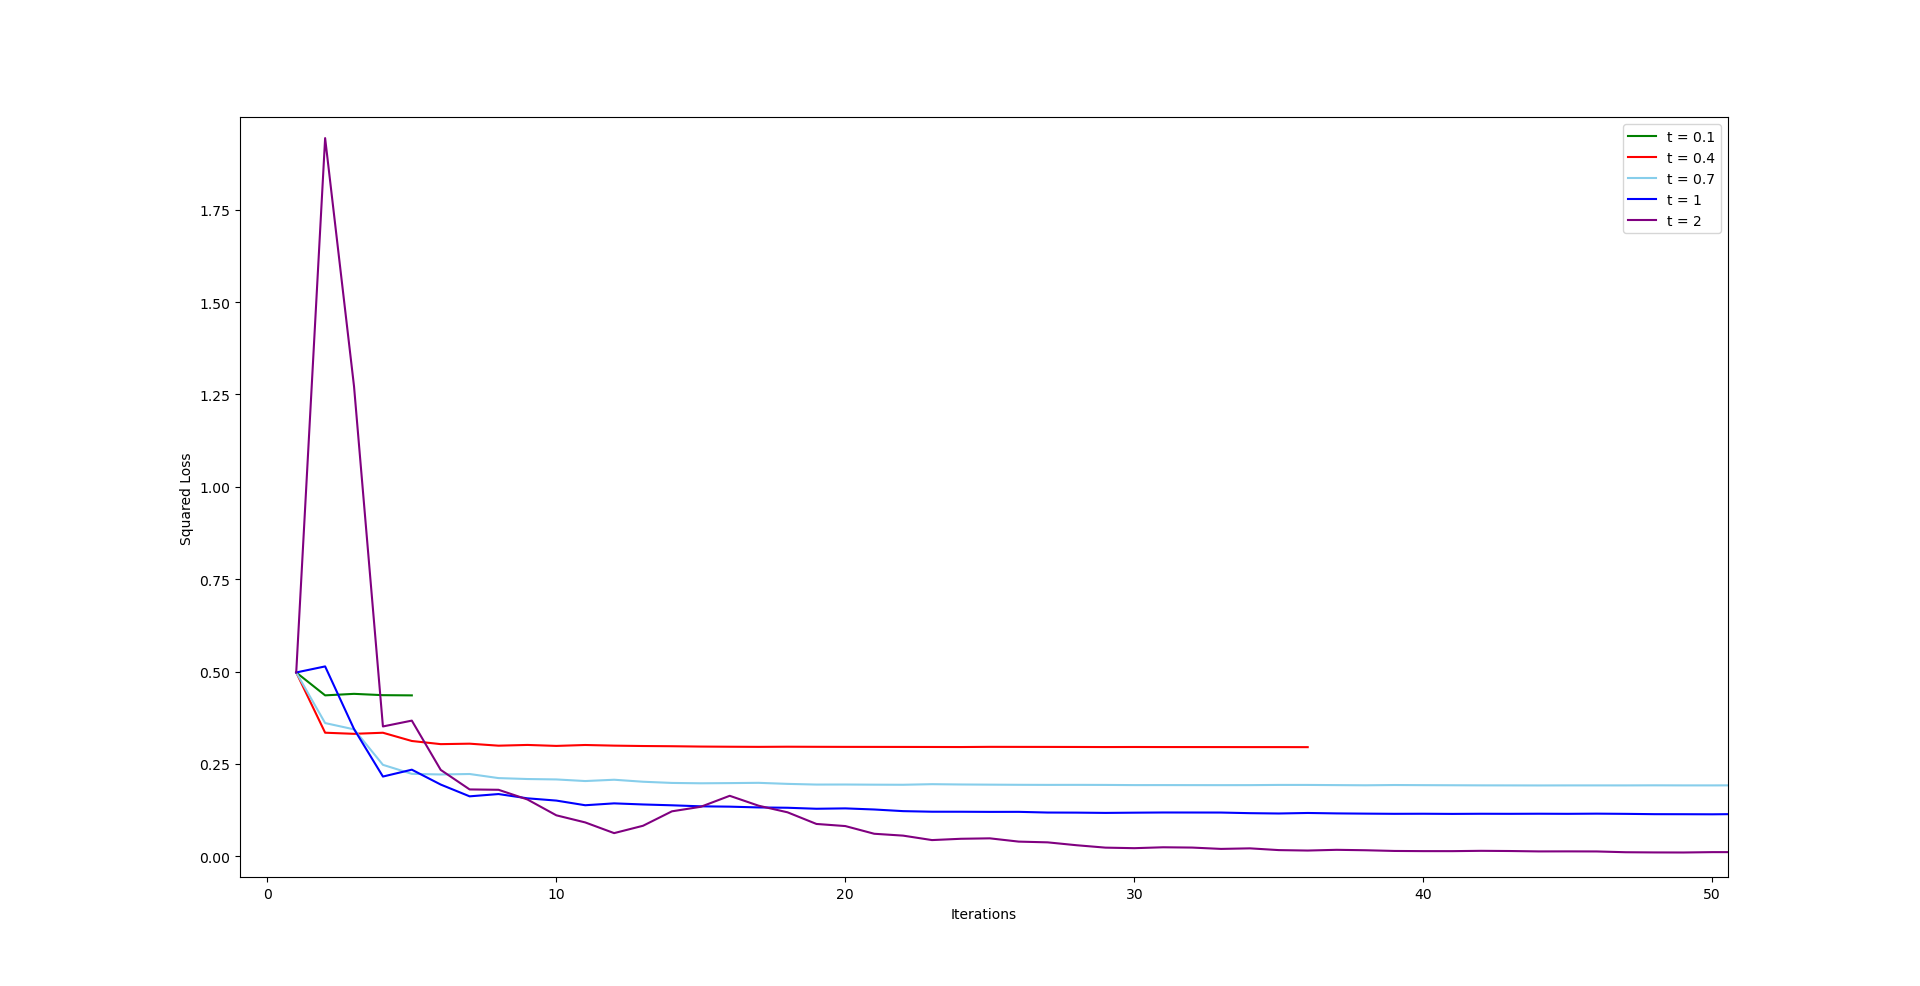 t = 0.1
t = 0.4
t = 0.7
t = 1
t = 2
1.75
1.50
1.25
1.00
0.75
0.50
0.25
0.00
Squared Loss
0 10 20 30 40 50
Iterations